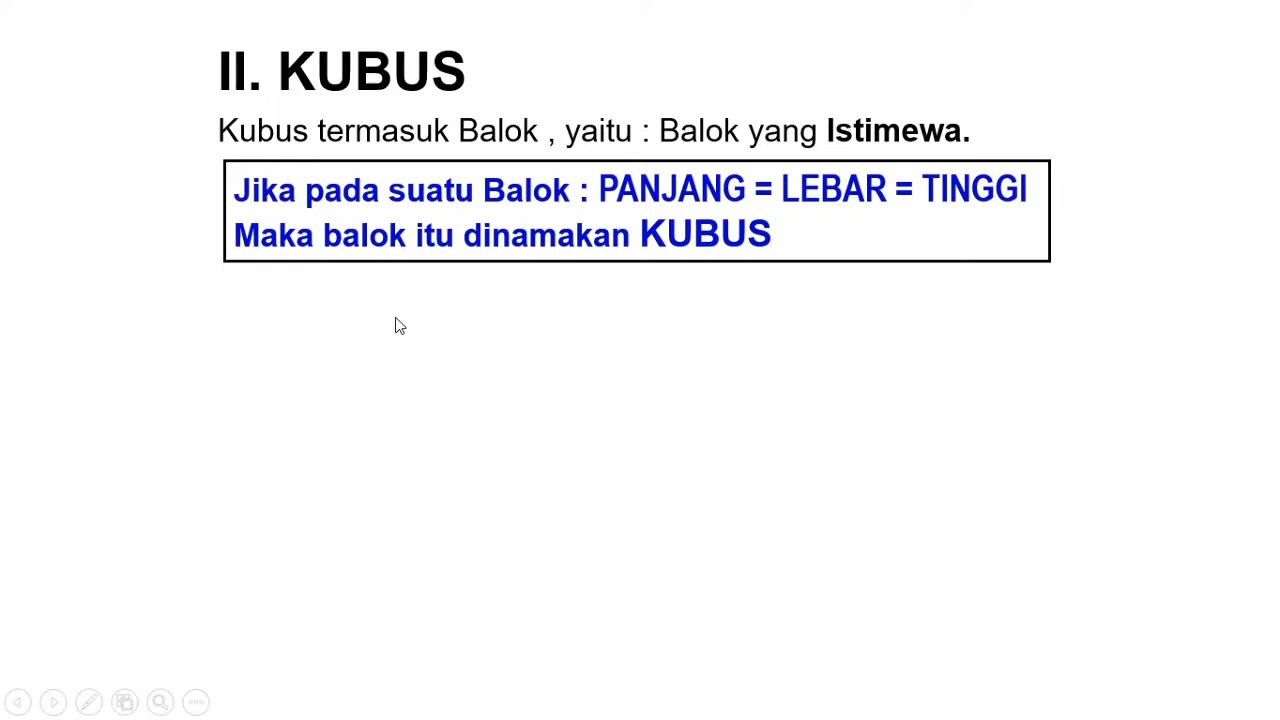 II. KUBUS
Kubus termasuk Balok , yaitu : Balok yang Istimewa.
Jika pada suatu Balok : PANJANG = LEBAR = TINGGI
Maka balok itu dinamakan KUBUS